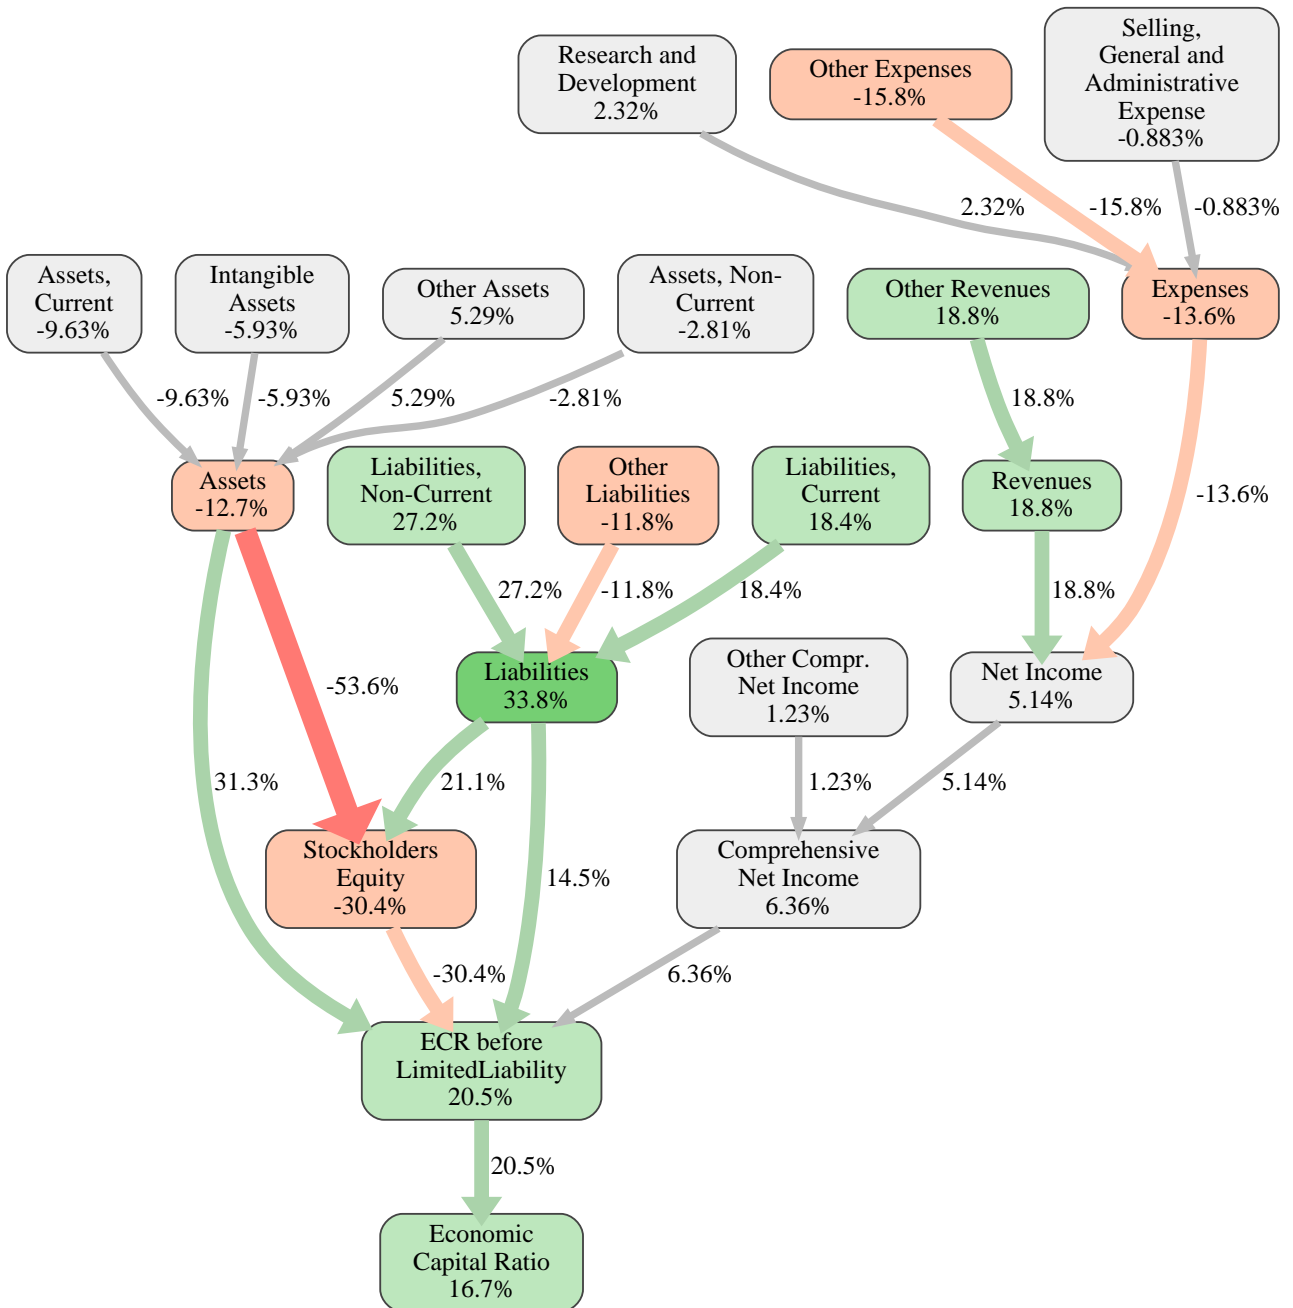 Research and
Development
2.32%
Other Expenses
-15.8%
Selling,
General and
Administrative
Expense
-0.883%
2.32%
-15.8%
-0.883%
Assets,
Current
-9.63%
Intangible
Assets
-5.93%
Other Assets
5.29%
Assets, Non-
Current
-2.81%
Other Revenues
18.8%
Expenses
-13.6%
-9.63%
-5.93%
5.29%
-2.81%
18.8%
Assets
-12.7%
Liabilities,
Non-Current
27.2%
Other
Liabilities
-11.8%
Liabilities,
Current
18.4%
Revenues
18.8%
-13.6%
27.2%
-11.8%
18.4%
18.8%
Liabilities
33.8%
Other Compr.
Net Income
1.23%
Net Income
5.14%
-53.6%
31.3%
21.1%
1.23%
5.14%
Stockholders
Equity
-30.4%
14.5%
Comprehensive
Net Income
6.36%
-30.4%
6.36%
ECR before
LimitedLiability
20.5%
20.5%
Economic
Capital Ratio
16.7%